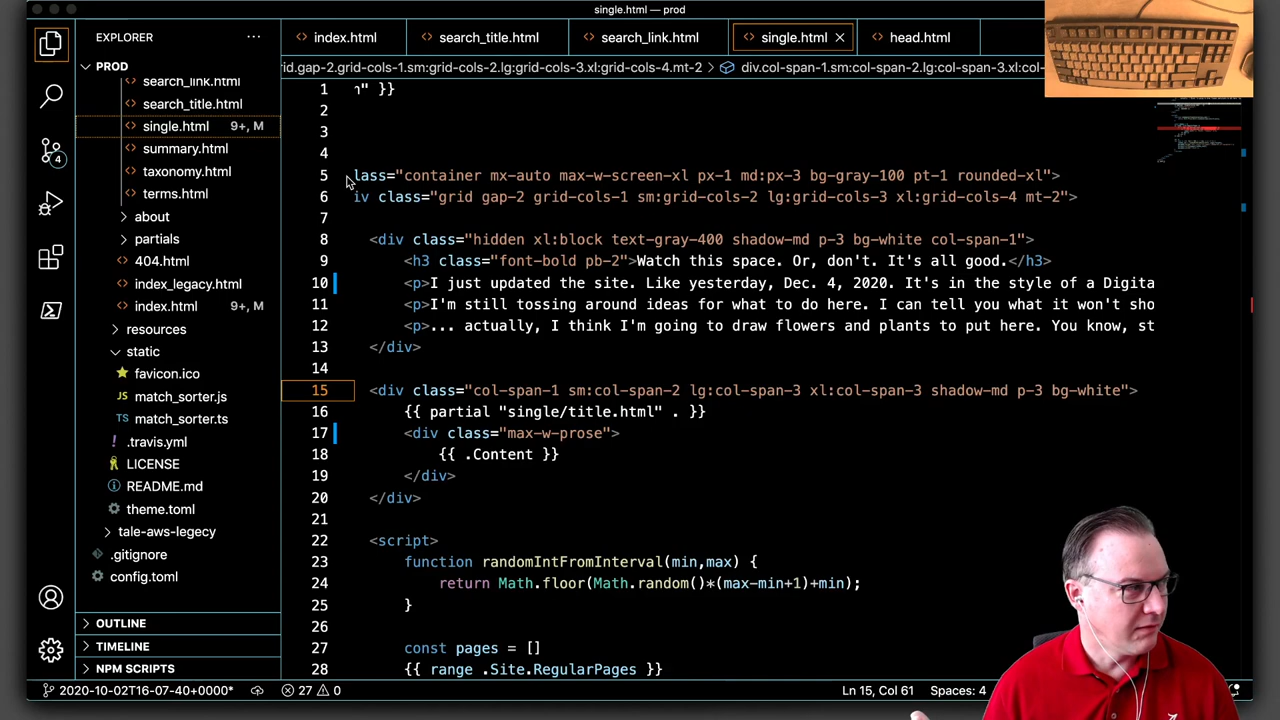 single.html — prod
EXPLORER
PROD
search_link.html
search_title.html
single.html 9+, M
summary.html
taxonomy.html
terms.html
about
partials
404.html
index_legacy.html
index.html 9+, M
resources
static
favicon.ico
JS match_sorter.js
TS match_sorter.ts
! .travis.yml
LICENSE
README.md
theme.toml
tale-aws-legacy
.gitignore
config.toml
OUTLINE
TIMELINE
NPM SCRIPTS
4
index.html
search_title.html
search_link.html
single.html
head.html
rid.gap-2.grid-cols-1.sm:grid-cols-2.lg:grid-cols-3.xl:grid-cols-4.mt-2 > div.col-span-1.sm:col-span-2.lg:col-span-3.xl:co
1 " }}
2
3
4
5 lass="container mx-auto max-w-screen-xl px-1 md:px-3 bg-gray-100 pt-1 rounded-xl">
6 iv class="grid gap-2 grid-cols-1 sm:grid-cols-2 lg:grid-cols-3 xl:grid-cols-4 mt-2">
7
8 <div class="hidden xl:block text-gray-400 shadow-md p-3 bg-white col-span-1">
9 <h3 class="font-bold pb-2">Watch this space. Or, don't. It's all good.</h3>
10 <p>I just updated the site. Like yesterday, Dec. 4, 2020. It's in the style of a Digita
11 <p>I'm still tossing around ideas for what to do here. I can tell you what it won't sho
12 <p>... actually, I think I'm going to draw flowers and plants to put here. You know, st
13 </div>
14
15 <div class="col-span-1 sm:col-span-2 lg:col-span-3 xl:col-span-3 shadow-md p-3 bg-white">
16 {{ partial "single/title.html" . }}
17 <div class="max-w-prose">
18 {{ .Content }}
19 </div>
20 </div>
21
22 <script>
23 function randomIntFromInterval(min,max) {
24 return Math.floor(Math.random()*(max-min+1)+min);
25 }
26
27 const pages = []
28 {{ range .Site.RegularPages }}
2020-10-02T16-07-40+0000* 27 0 Ln 15, Col 61 Spaces: 4